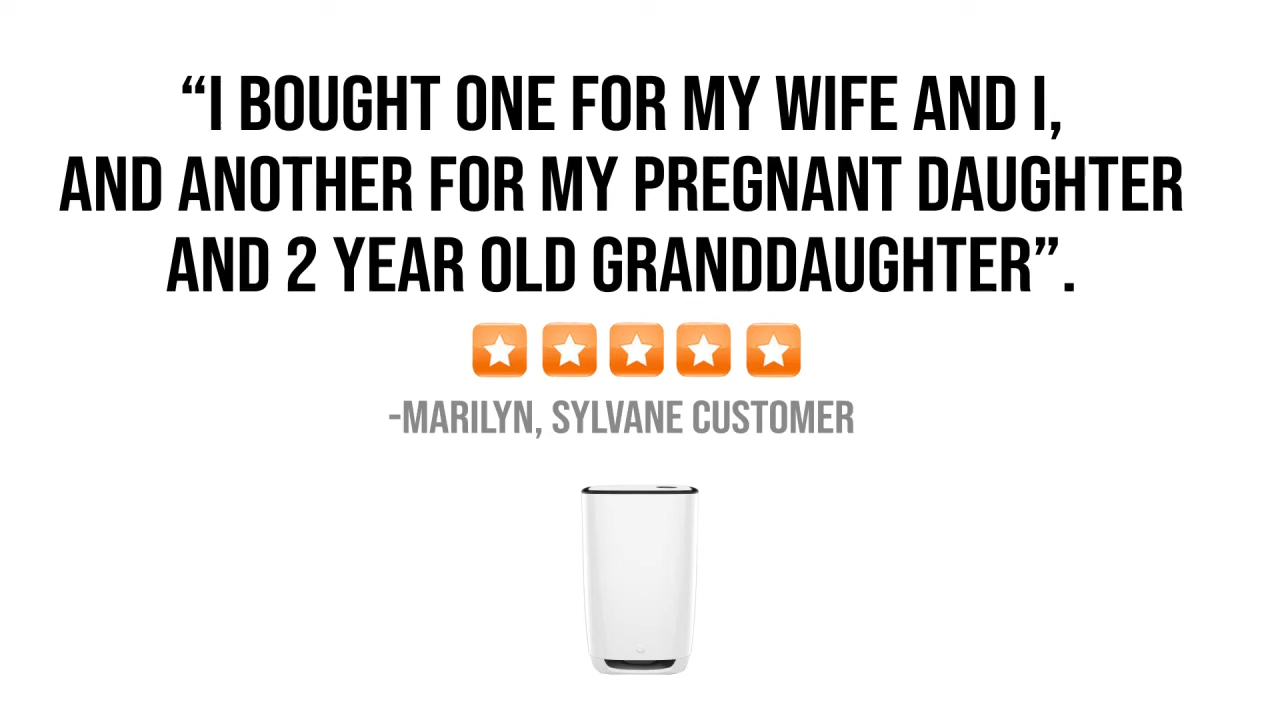 “I BOUGHT ONE FOR MY WIFE AND I,
AND ANOTHER FOR MY PREGNANT DAUGHTER
AND 2 YEAR OLD GRANDDAUGHTER”.
-MARILYN, SYLVANE CUSTOMER